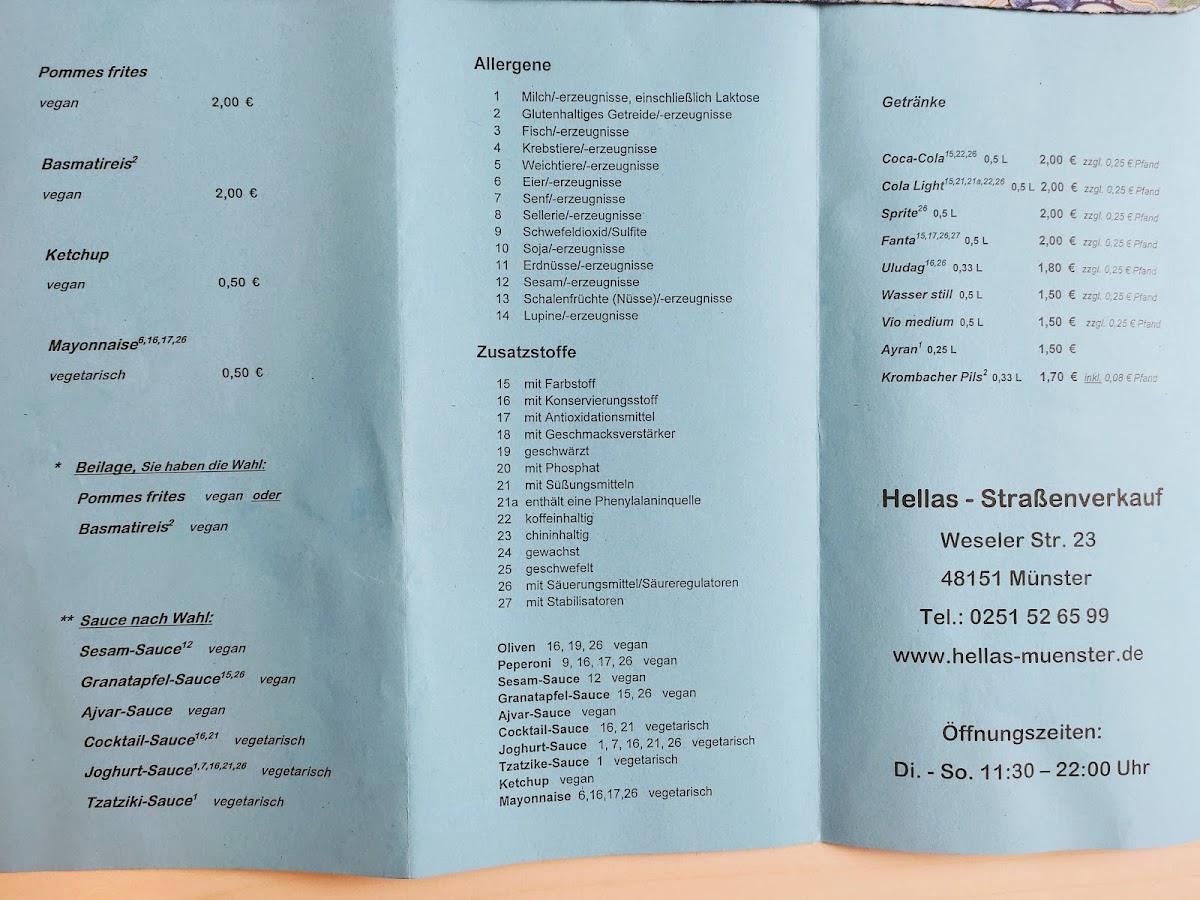 Pommes frites
vegan 2,00 €
Basmatireis2
vegan 2,00 €
Ketchup
vegan 0,50 €
Mayonnaise6,16,17,26
vegetarisch 0,50 €
* Beilage, Sie haben die Wahl:
Pommes frites vegan oder
Basmatireis2 vegan
** Sauce nach Wahl:
Sesam-Sauce12 vegan
Granatapfel-Sauce15,26 vegan
Ajvar-Sauce vegan
Cocktail-Sauce16,21 vegetarisch
Joghurt-Sauce1,7,16,21,26 vegetarisch
Tzatziki-Sauce1 vegetarisch
Allergene
1 Milch/-erzeugnisse, einschließlich Laktose
2 Glutenhaltiges Getreide/-erzeugnisse
3 Fisch/-erzeugnisse
4 Krebstiere/-erzeugnisse
5 Weichtiere/-erzeugnisse
6 Eier/-erzeugnisse
7 Senf/-erzeugnisse
8 Sellerie/-erzeugnisse
9 Schwefeldioxid/Sulfite
10 Soja/-erzeugnisse
11 Erdnüsse/-erzeugnisse
12 Sesam/-erzeugnisse
13 Schalenfrüchte (Nüsse)/-erzeugnisse
14 Lupine/-erzeugnisse
Zusatzstoffe
15 mit Farbstoff
16 mit Konservierungsstoff
17 mit Antioxidationsmittel
18 mit Geschmacksverstärker
19 geschwärzt
20 mit Phosphat
21 mit Süßungsmitteln
21a enthält eine Phenylalaninquelle
22 koffeinhaltig
23 chininhaltig
24 gewachst
25 geschwefelt
26 mit Säuerungsmittel/Säureregulatoren
27 mit Stabilisatoren
Oliven 16, 19, 26 vegan
Peperoni 9, 16, 17, 26 vegan
Sesam-Sauce 12 vegan
Granatapfel-Sauce 15, 26 vegan
Ajvar-Sauce vegan
Cocktail-Sauce 16, 21 vegetarisch
Joghurt-Sauce 1, 7, 16, 21, 26 vegetarisch
Tzatzike-Sauce 1 vegetarisch
Ketchup vegan
Mayonnaise 6,16,17,26 vegetarisch
Getränke
Coca-Cola15,22,26 0,5 L 2,00 € zzgl. 0,25 € Pfand
Cola Light15,21,21a,22,26 0,5 L 2,00 € zzgl. 0,25 € Pfand
Sprite26 0,5 L 2,00 € zzgl. 0,25 € Pfand
Fanta15,17,26,27 0,5 L 2,00 € zzgl. 0,25 € Pfand
Uludag16,26 0,33 L 1,80 € zzgl. 0,25 € Pfand
Wasser still 0,5 L 1,50 € zzgl. 0,25 € Pfand
Vio medium 0,5 L 1,50 € zzgl. 0,25 € Pfand
Ayran1 0,25 L 1,50 €
Krombacher Pils2 0,33 L 1,70 € inkl. 0,08 € Pfand
Hellas - Straßenverkauf
Weseler Str. 23
48151 Münster
Tel.: 0251 52 65 99
www.hellas-muenster.de
Öffnungszeiten:
Di. - So. 11:30 – 22:00 Uhr